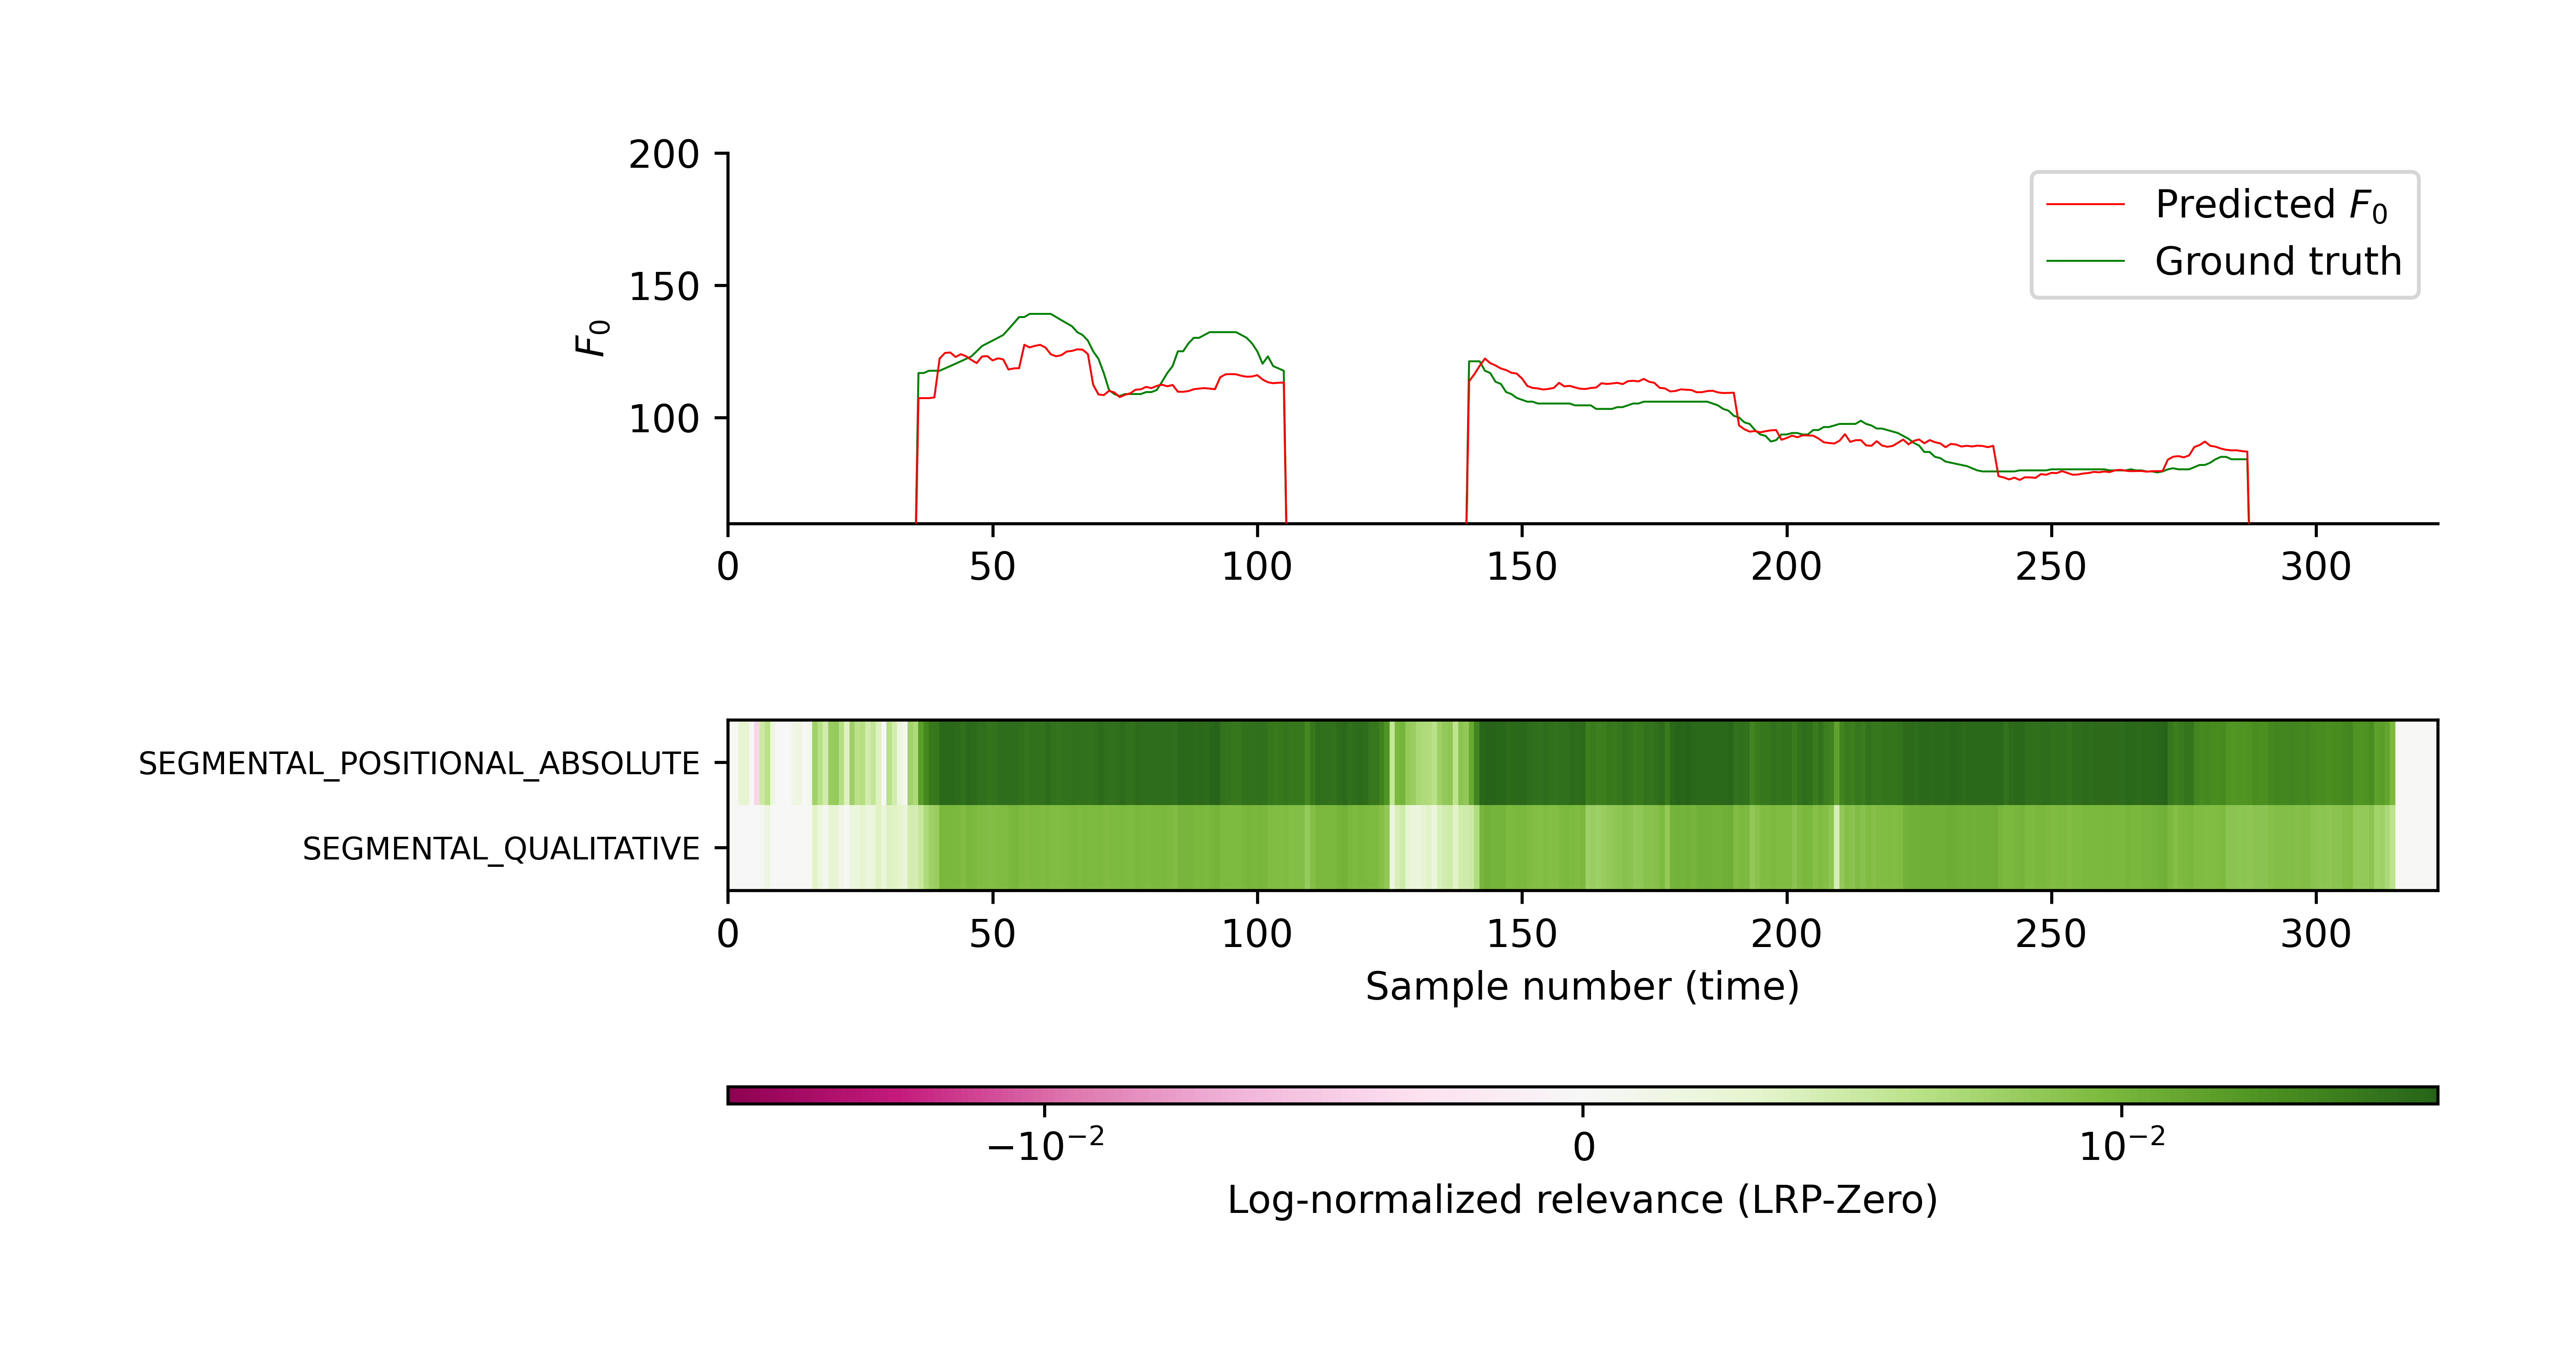 200
150
100
F₀
Predicted F₀
Ground truth
0 50 100 150 200 250 300
SEGMENTAL_POSITIONAL_ABSOLUTE
SEGMENTAL_QUALITATIVE
0 50 100 150 200 250 300
Sample number (time)
−10⁻² 0 10⁻²
Log-normalized relevance (LRP-Zero)